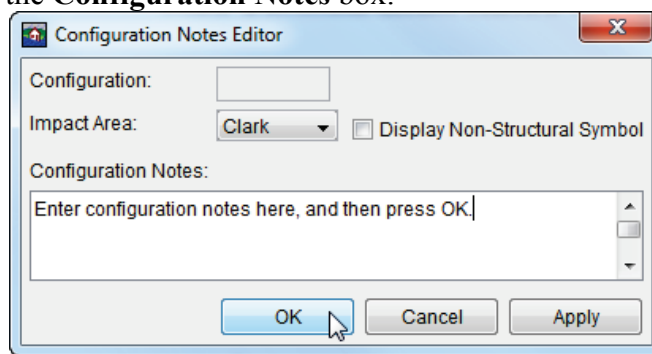 the Configuration Notes box.
Configuration Notes Editor
Configuration:
Impact Area: Clark Display Non-Structural Symbol
Configuration Notes:
Enter configuration notes here, and then press OK.
OK Cancel Apply